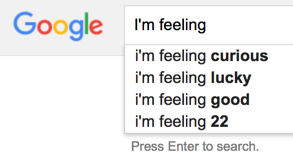 Google
I'm feeling
i'm feeling curious
i'm feeling lucky
i'm feeling good
i'm feeling 22
Press Enter to search.